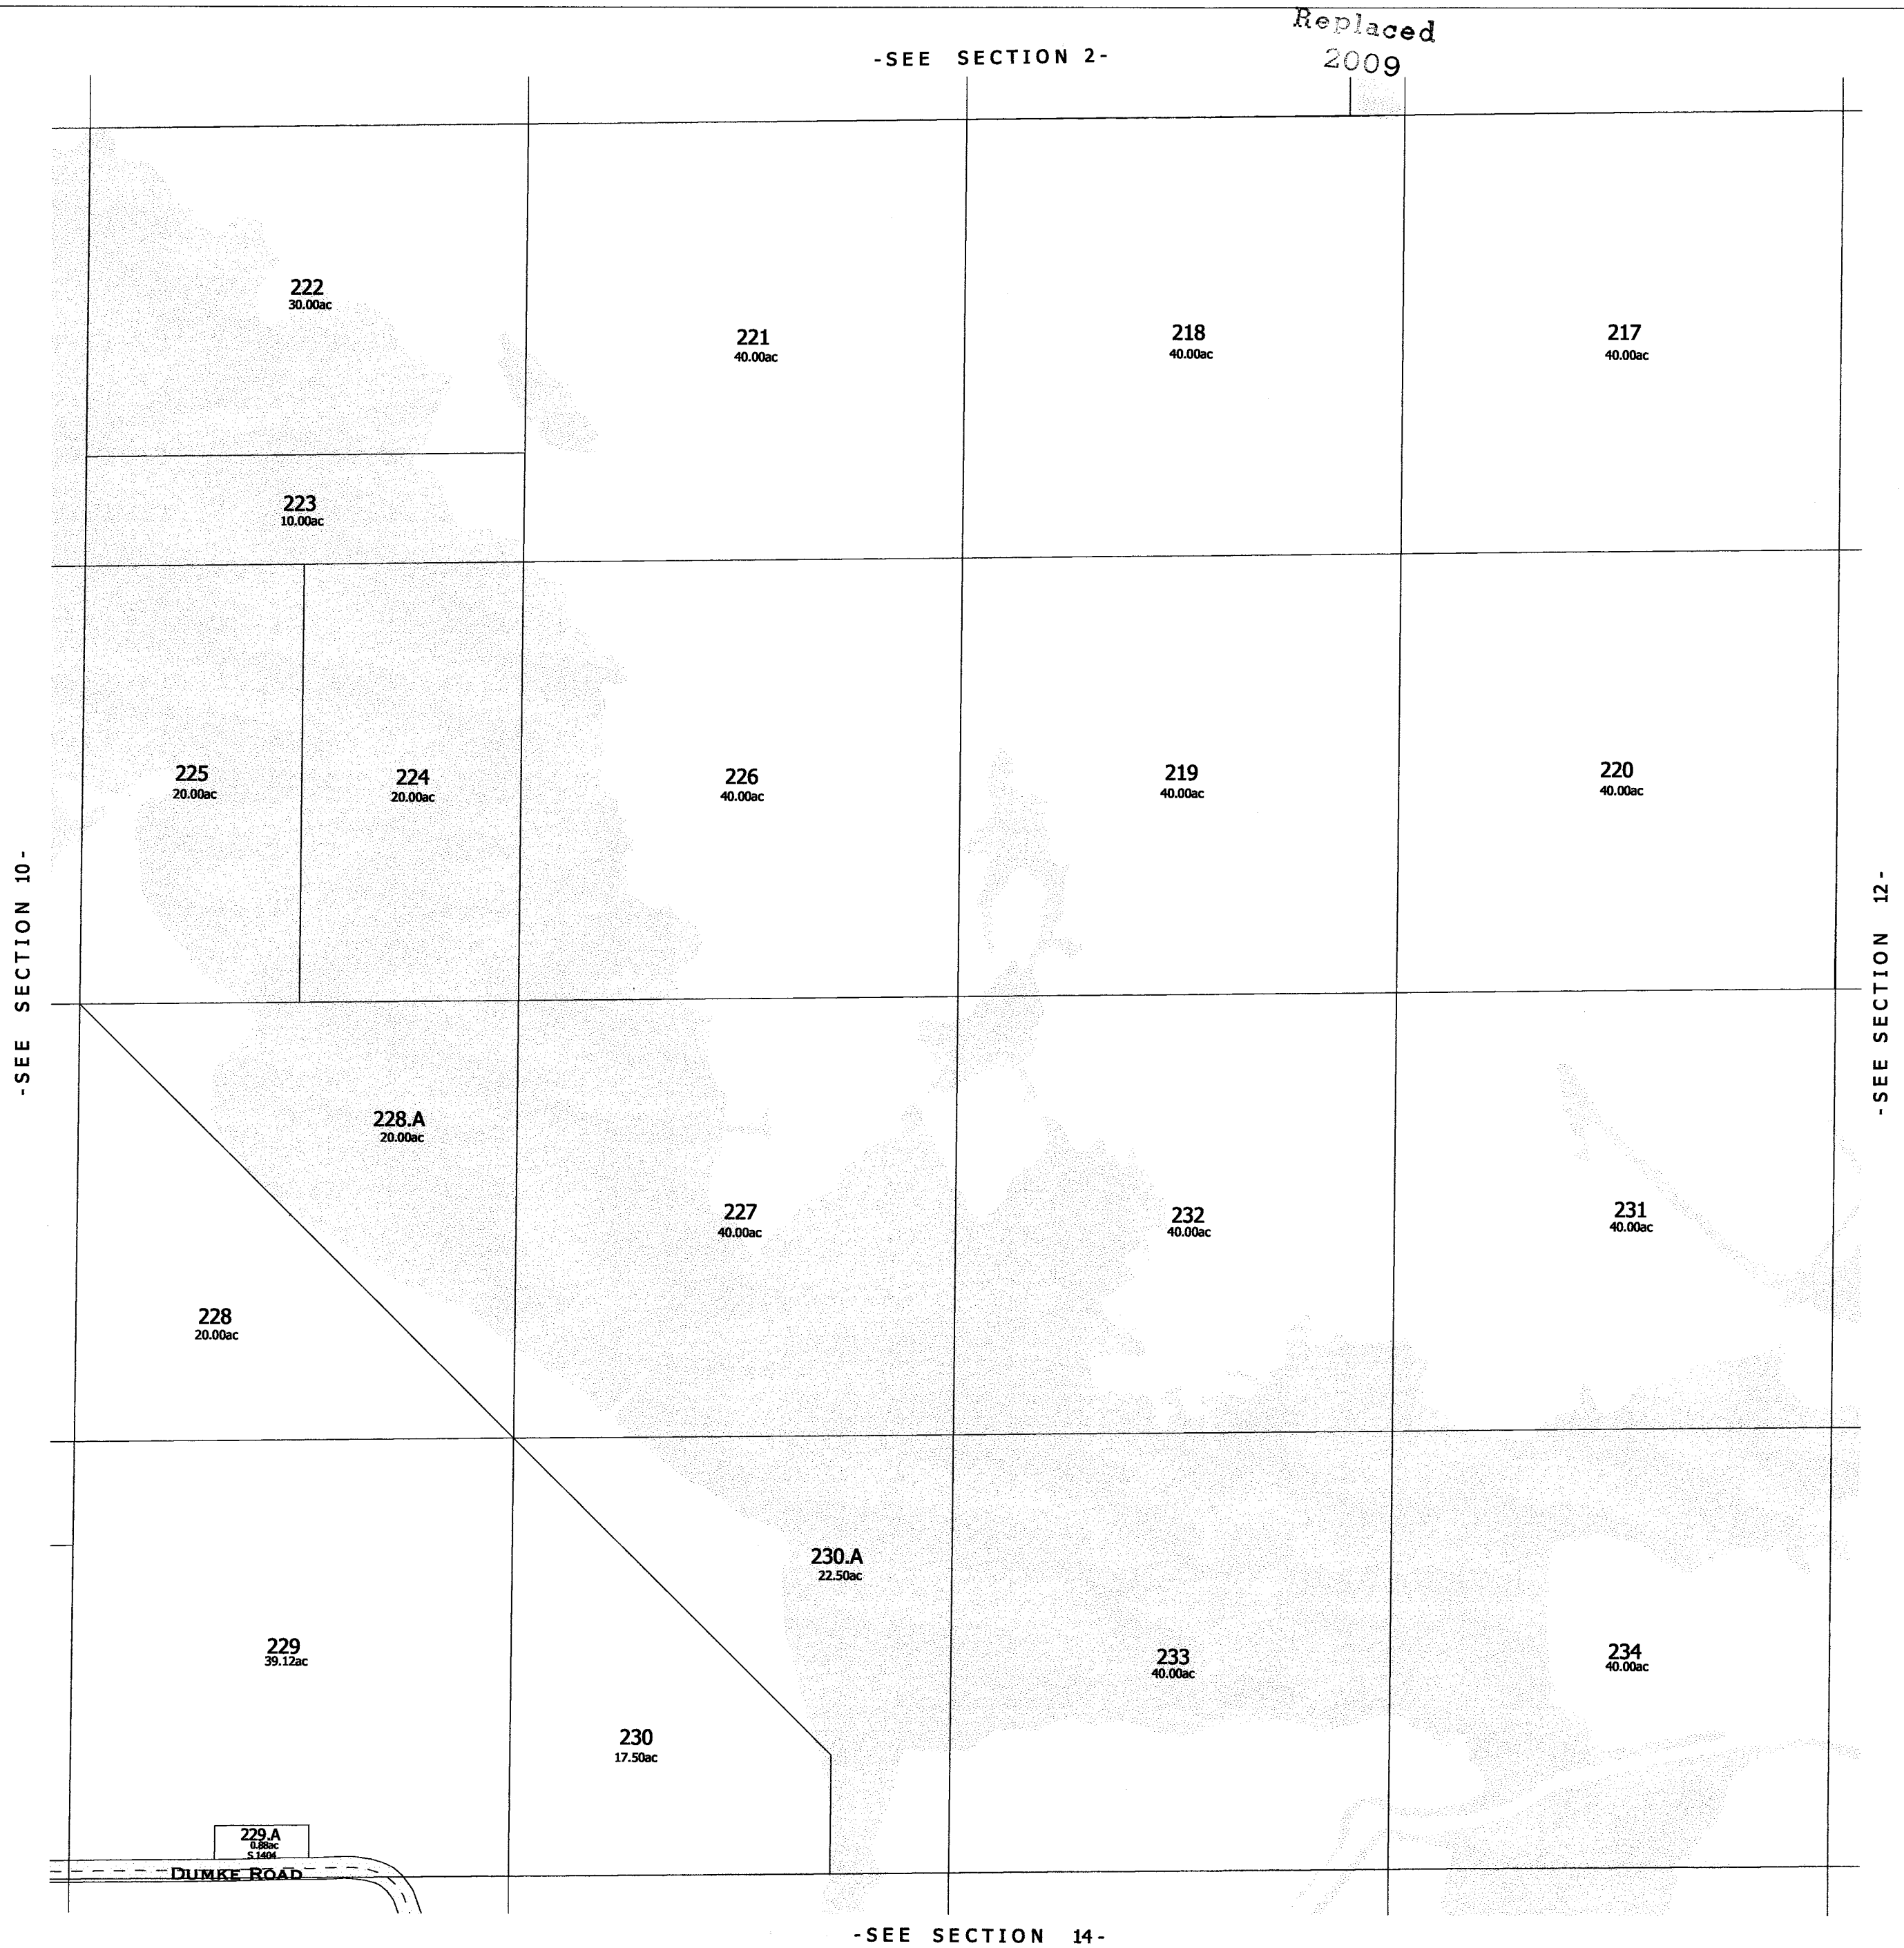 Replaced
2009
-SEE SECTION 2-
222
30.00ac
221
40.00ac
218
40.00ac
217
40.00ac
223
10.00ac
225
20.00ac
224
20.00ac
226
40.00ac
219
40.00ac
220
40.00ac
-SEE SECTION 10-
-SEE SECTION 12-
228.A
20.00ac
227
40.00ac
232
40.00ac
231
40.00ac
228
20.00ac
230.A
22.50ac
229
39.12ac
233
40.00ac
234
40.00ac
230
17.50ac
229.A
0.88ac
S 1404
DUMKE ROAD
-SEE SECTION 14-